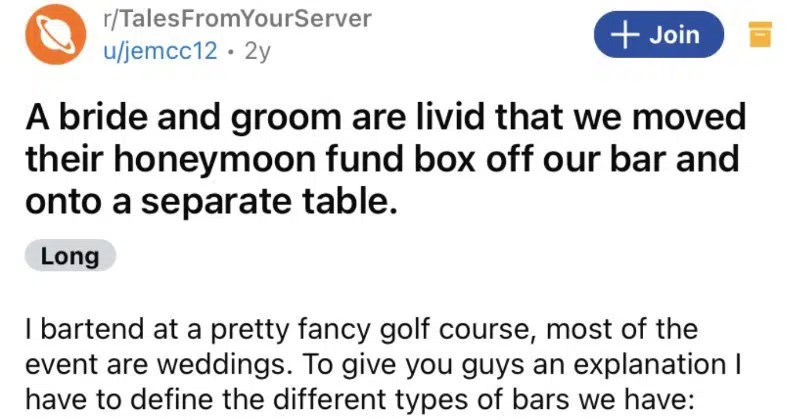 r/TalesFromYourServer
u/jemcc12 • 2y
Join
A bride and groom are livid that we moved
their honeymoon fund box off our bar and
onto a separate table.
Long
I bartend at a pretty fancy golf course, most of the
event are weddings. To give you guys an explanation I
have to define the different types of bars we have: